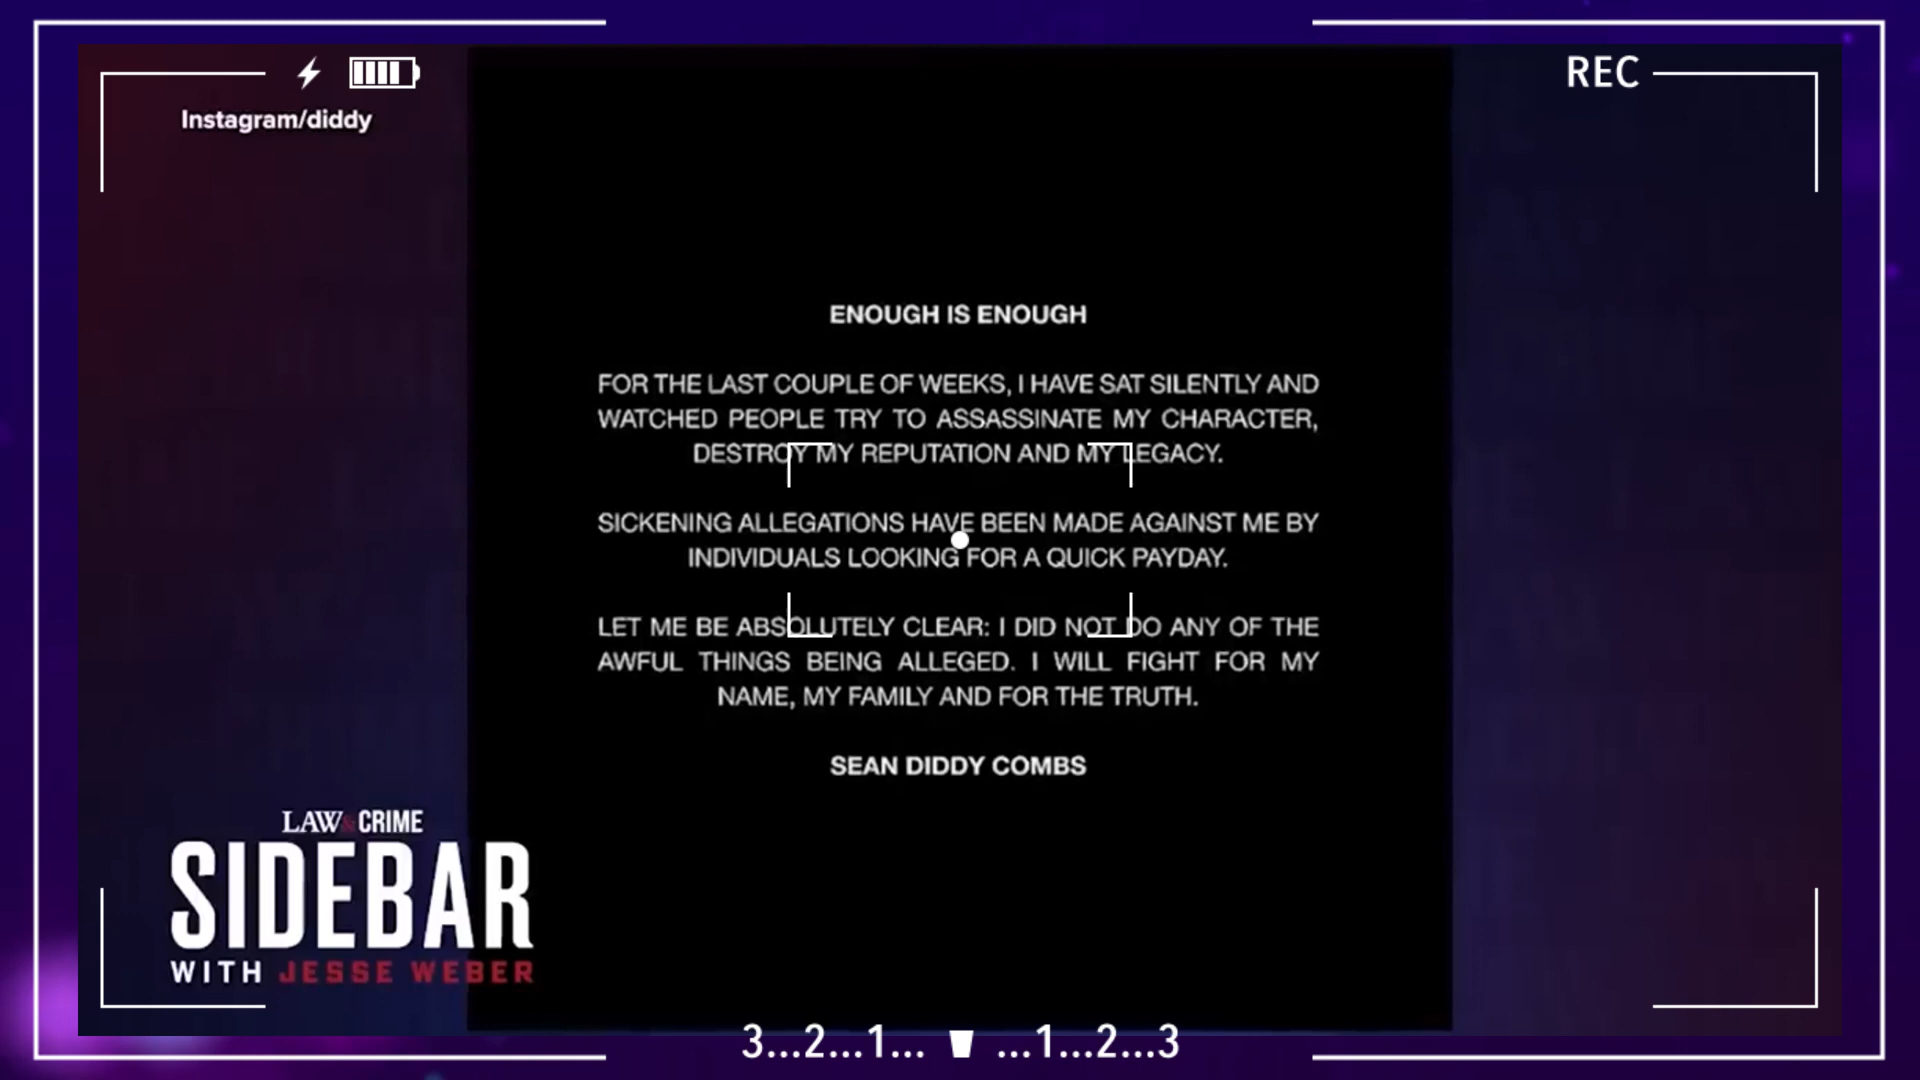 REC
Instagram/diddy
ENOUGH IS ENOUGH
FOR THE LAST COUPLE OF WEEKS, I HAVE SAT SILENTLY AND
WATCHED PEOPLE TRY TO ASSASSINATE MY CHARACTER,
DESTROY MY REPUTATION AND MY LEGACY.
SICKENING ALLEGATIONS HAVE BEEN MADE AGAINST ME BY
INDIVIDUALS LOOKING FOR A QUICK PAYDAY.
LET ME BE ABSOLUTELY CLEAR: I DID NOT DO ANY OF THE
AWFUL THINGS BEING ALLEGED. I WILL FIGHT FOR MY
NAME, MY FAMILY AND FOR THE TRUTH.
SEAN DIDDY COMBS
LAW&CRIME
SIDEBAR
WITH JESSE WEBER
3...2...1... ...1...2...3